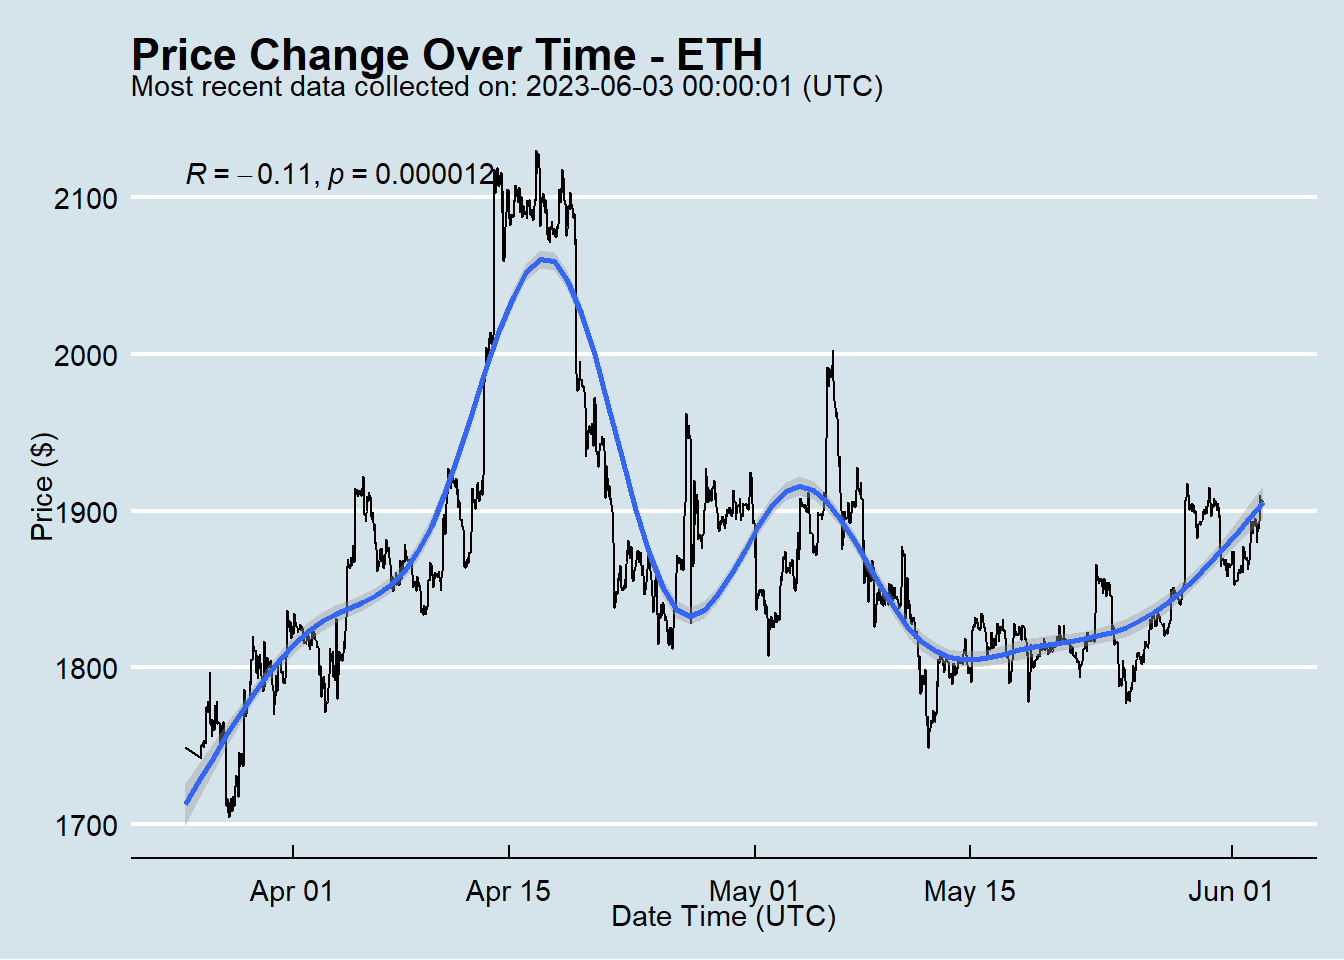 Price Change Over Time - ETH
Most recent data collected on: 2023-06-03 00:00:01 (UTC)
R = −0.11, p = 0.000012
2100
2000
1900
1800
1700
Price ($)
Apr 01 Apr 15 May 01 May 15 Jun 01
Date Time (UTC)